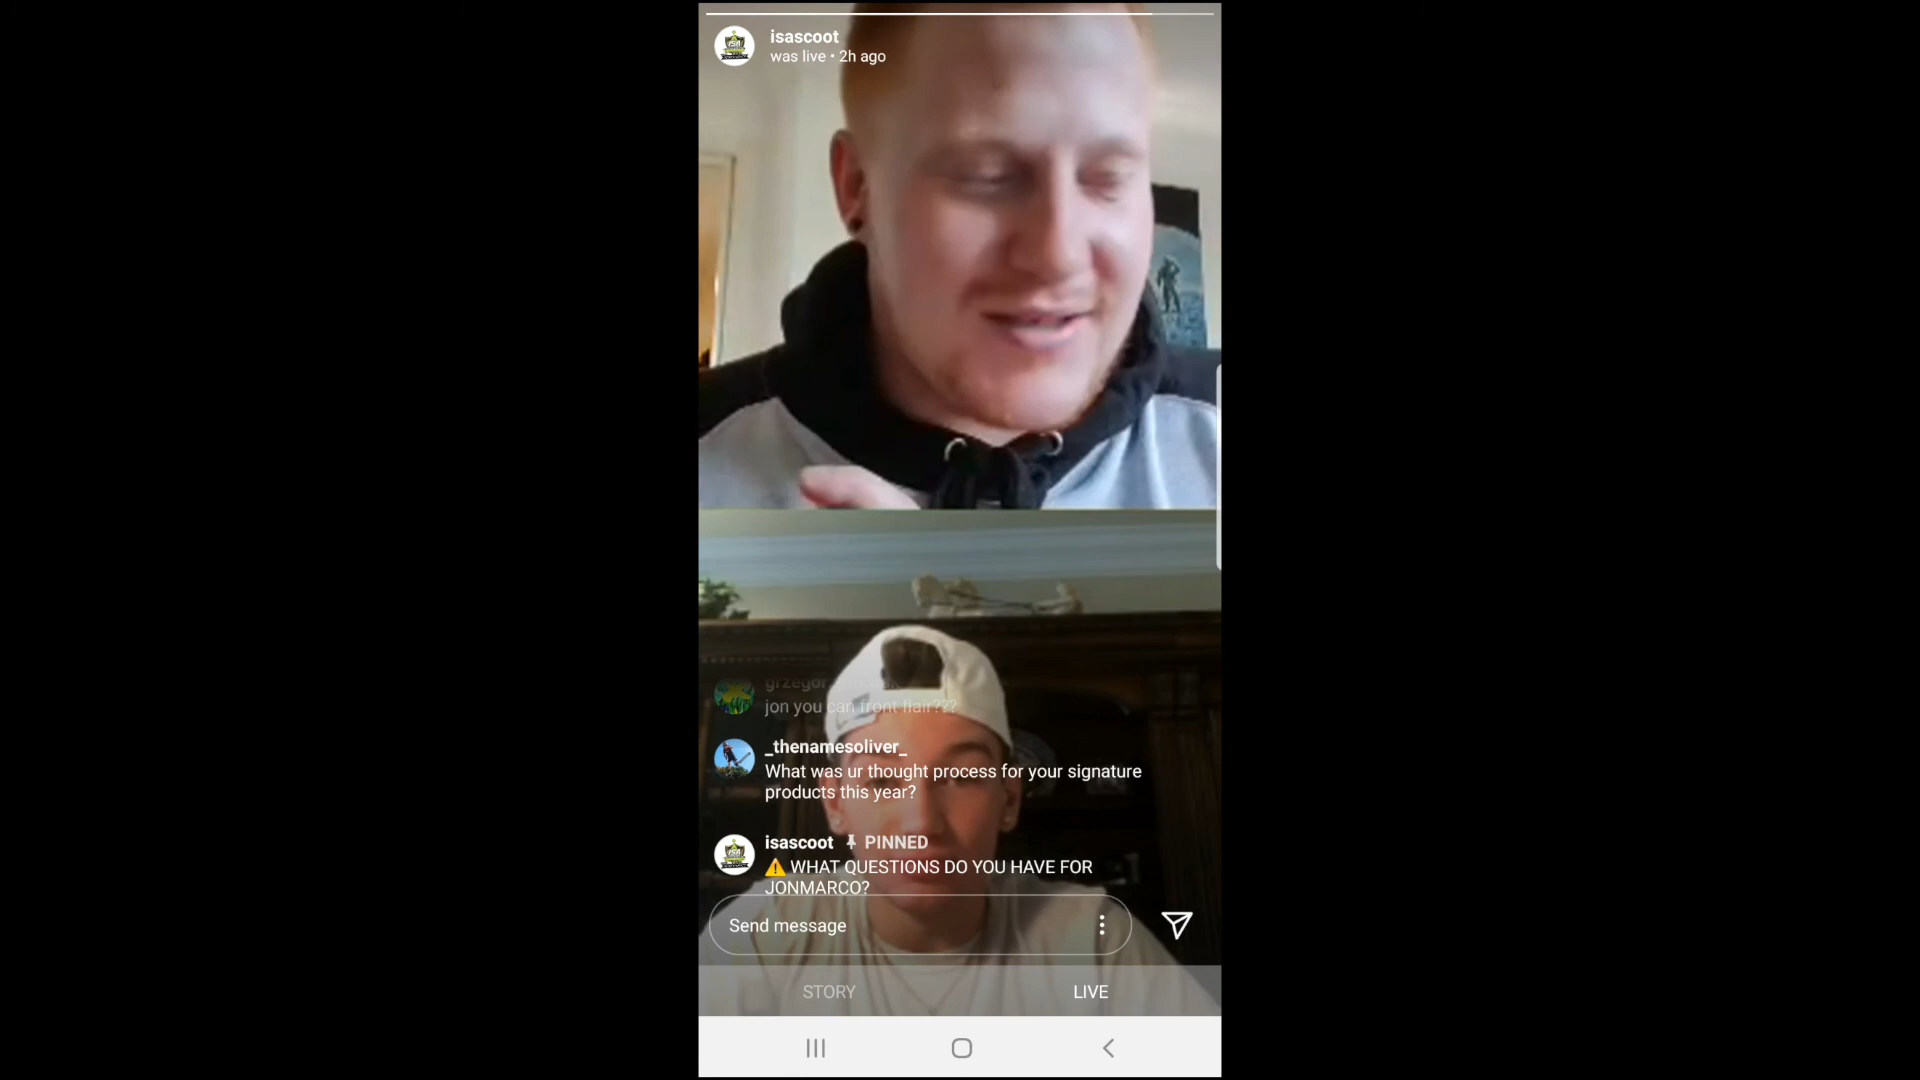 isascoot
was live • 2h ago
jon you can front flair???
_thenamesoliver_
What was ur thought process for your signature
products this year?
isascoot PINNED
⚠ WHAT QUESTIONS DO YOU HAVE FOR
JONMARCO?
Send message
STORY LIVE